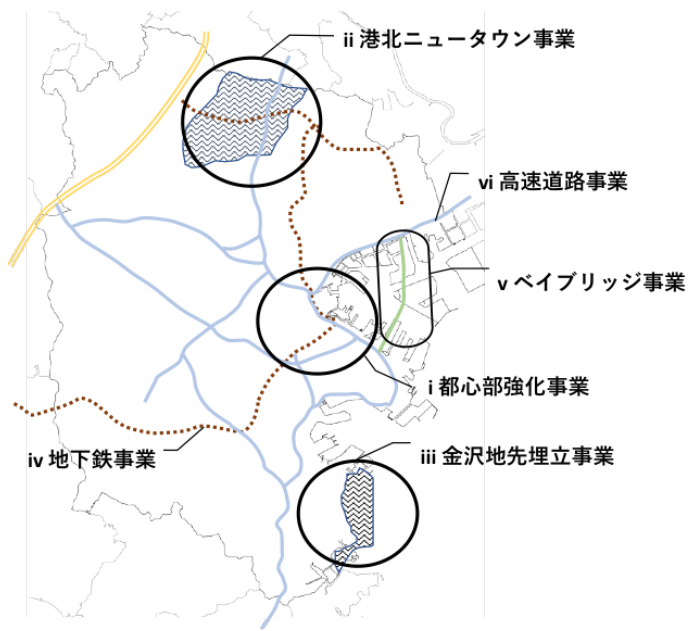 ii 港北ニュータウン事業
vi 高速道路事業
v ベイブリッジ事業
i 都心部強化事業
iv 地下鉄事業
iii 金沢地先埋立事業